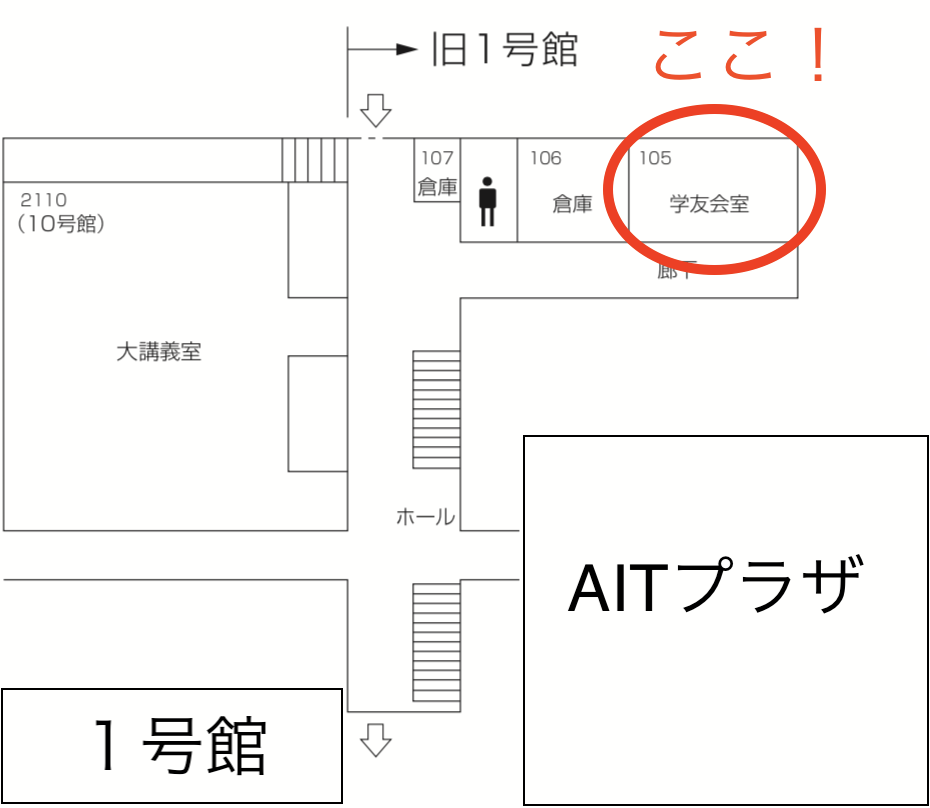 旧1号館
ここ！
107
倉庫
106
倉庫
105
学友会室
2110
（10号館）
廊下
大講義室
ホール
AITプラザ
１号館